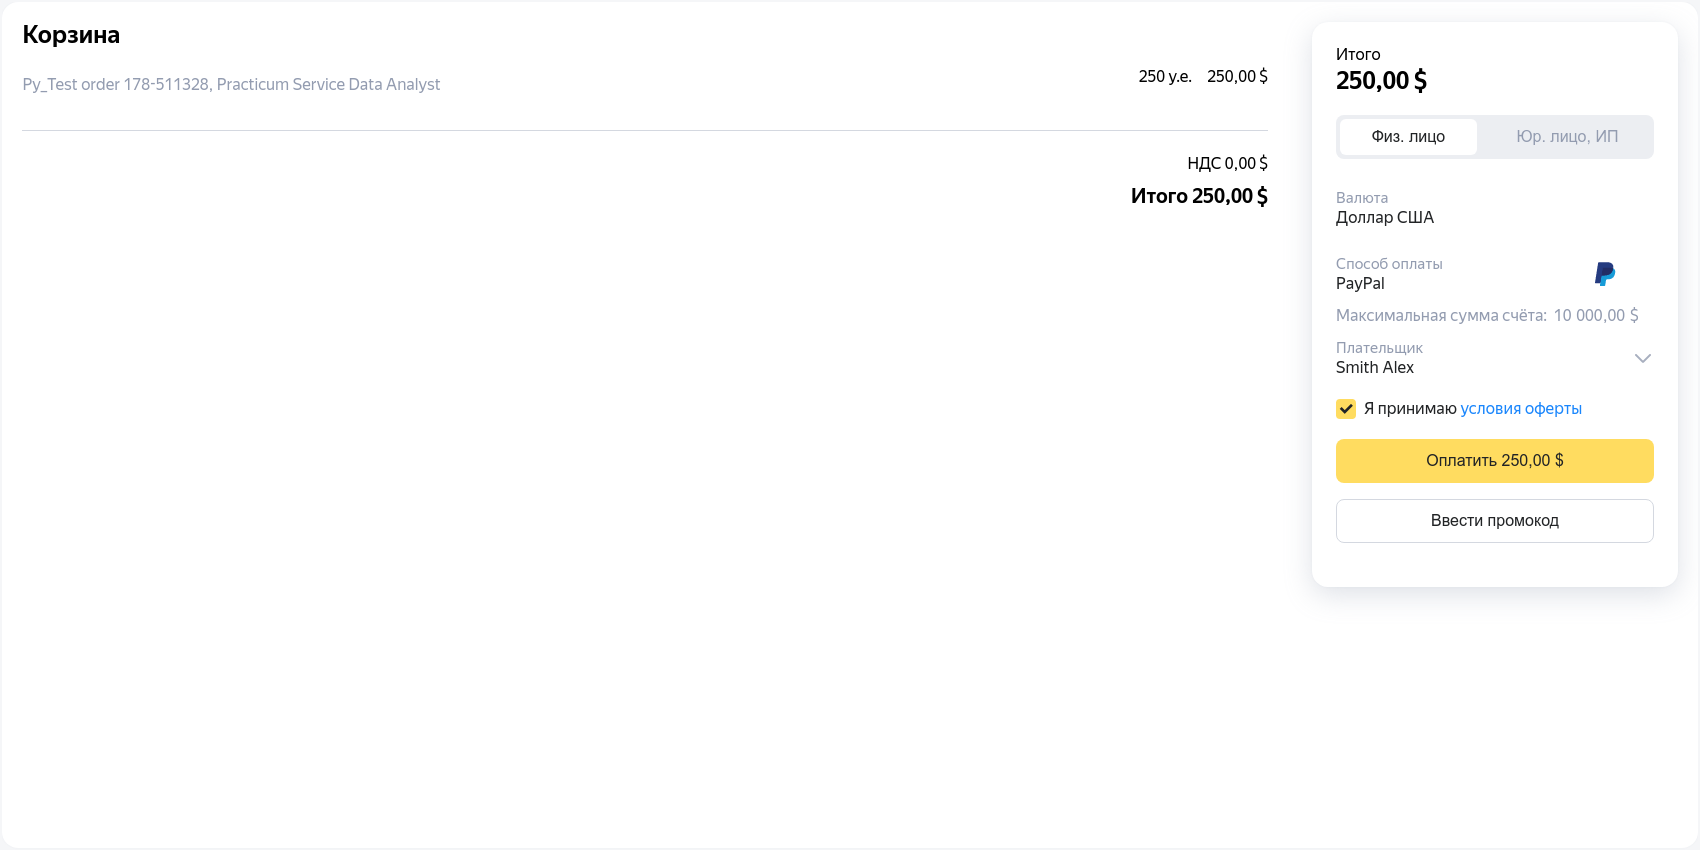 Корзина
Py_Test order 178-511328, Practicum Service Data Analyst
250 у.е. 250,00 $
НДС 0,00 $
Итого 250,00 $
Итого
250,00 $
Физ. лицо
Юр. лицо, ИП
Валюта
Доллар США
Способ оплаты
PayPal
Максимальная сумма счёта: 10 000,00 $
Плательщик
Smith Alex
Я принимаю условия оферты
Оплатить 250,00 $
Ввести промокод